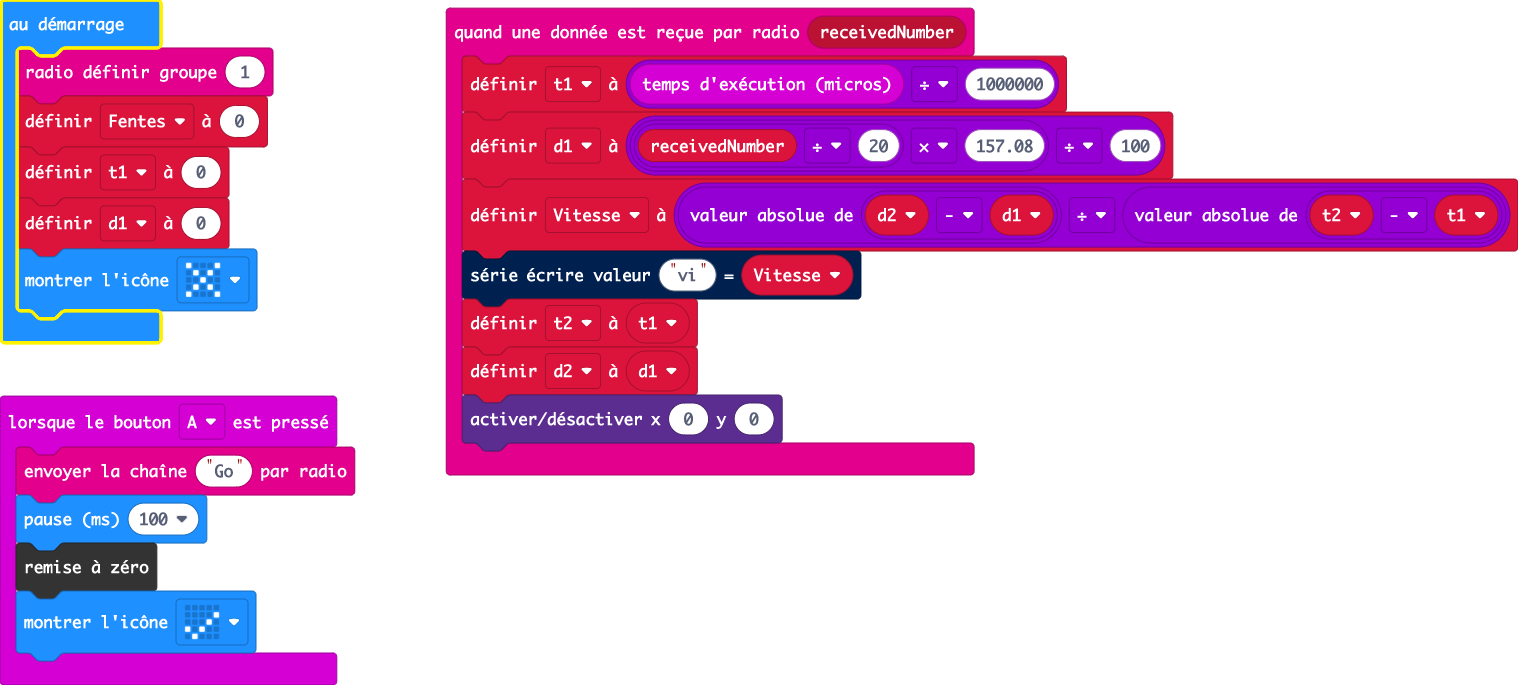 au démarrage
radio définir groupe 1
définir Fentes à 0
définir t1 à 0
définir d1 à 0
montrer l'icône
lorsque le bouton A est pressé
envoyer la chaîne "Go" par radio
pause (ms) 100
remise à zéro
montrer l'icône
quand une donnée est reçue par radio receivedNumber
définir t1 à temps d'exécution (micros) ÷ 1000000
définir d1 à receivedNumber ÷ 20 × 157.08 ÷ 100
définir Vitesse à valeur absolue de d2 - d1 ÷ valeur absolue de t2 - t1
série écrire valeur "vi" = Vitesse
définir t2 à t1
définir d2 à d1
activer/désactiver x 0 y 0